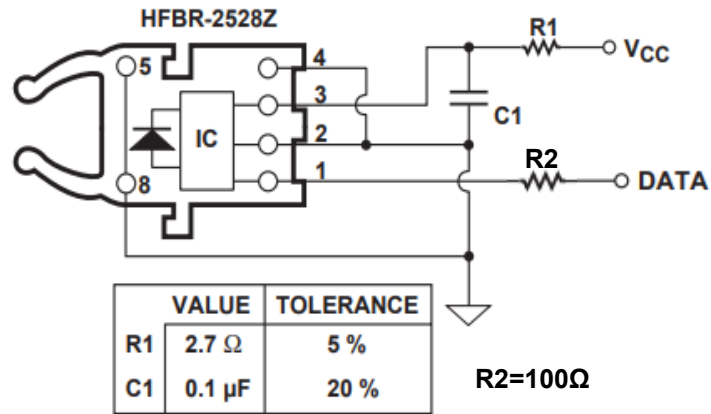 HFBR-2528Z
R1
VCC
5
4
3
C1
IC
2
R2
8
1
DATA
VALUE TOLERANCE
R1 2.7 Ω 5 %
C1 0.1 µF 20 %
R2=100Ω